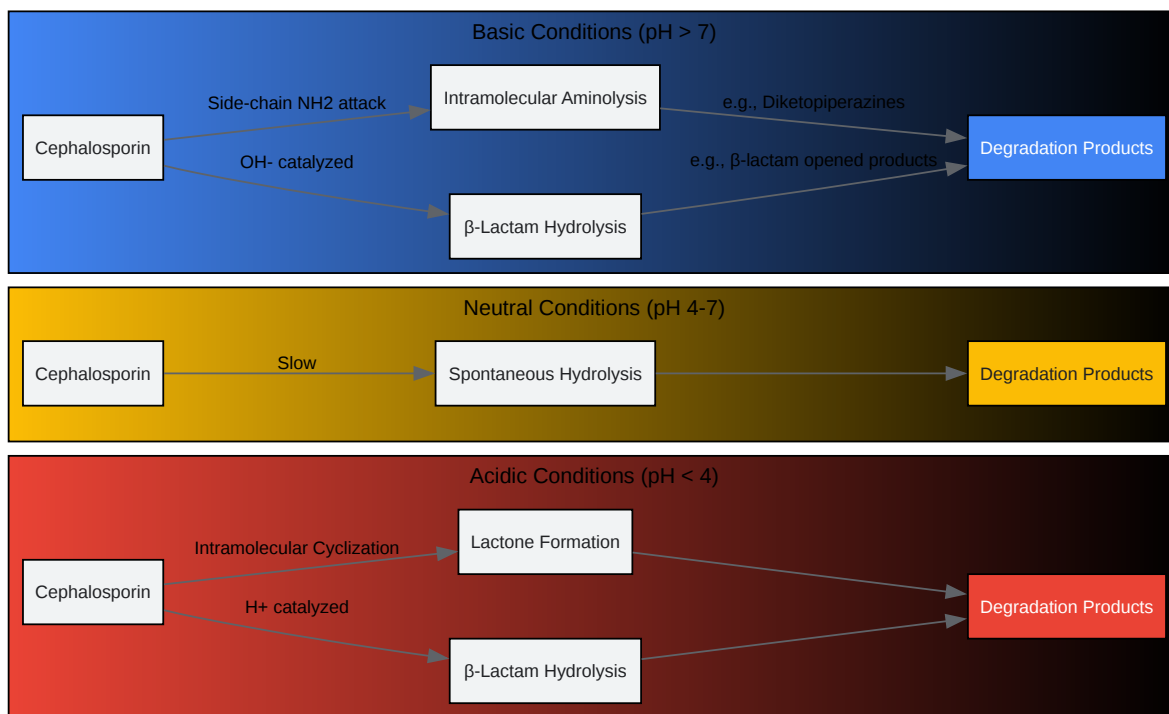 Basic Conditions (pH > 7)
Side-chain NH2 attack
Intramolecular Aminolysis
e.g., Diketopiperazines
Cephalosporin
Degradation Products
OH- catalyzed
e.g., β-lactam opened products
β-Lactam Hydrolysis
Neutral Conditions (pH 4-7)
Cephalosporin
Slow
Spontaneous Hydrolysis
Degradation Products
Acidic Conditions (pH < 4)
Intramolecular Cyclization
Lactone Formation
Cephalosporin
Degradation Products
H+ catalyzed
β-Lactam Hydrolysis